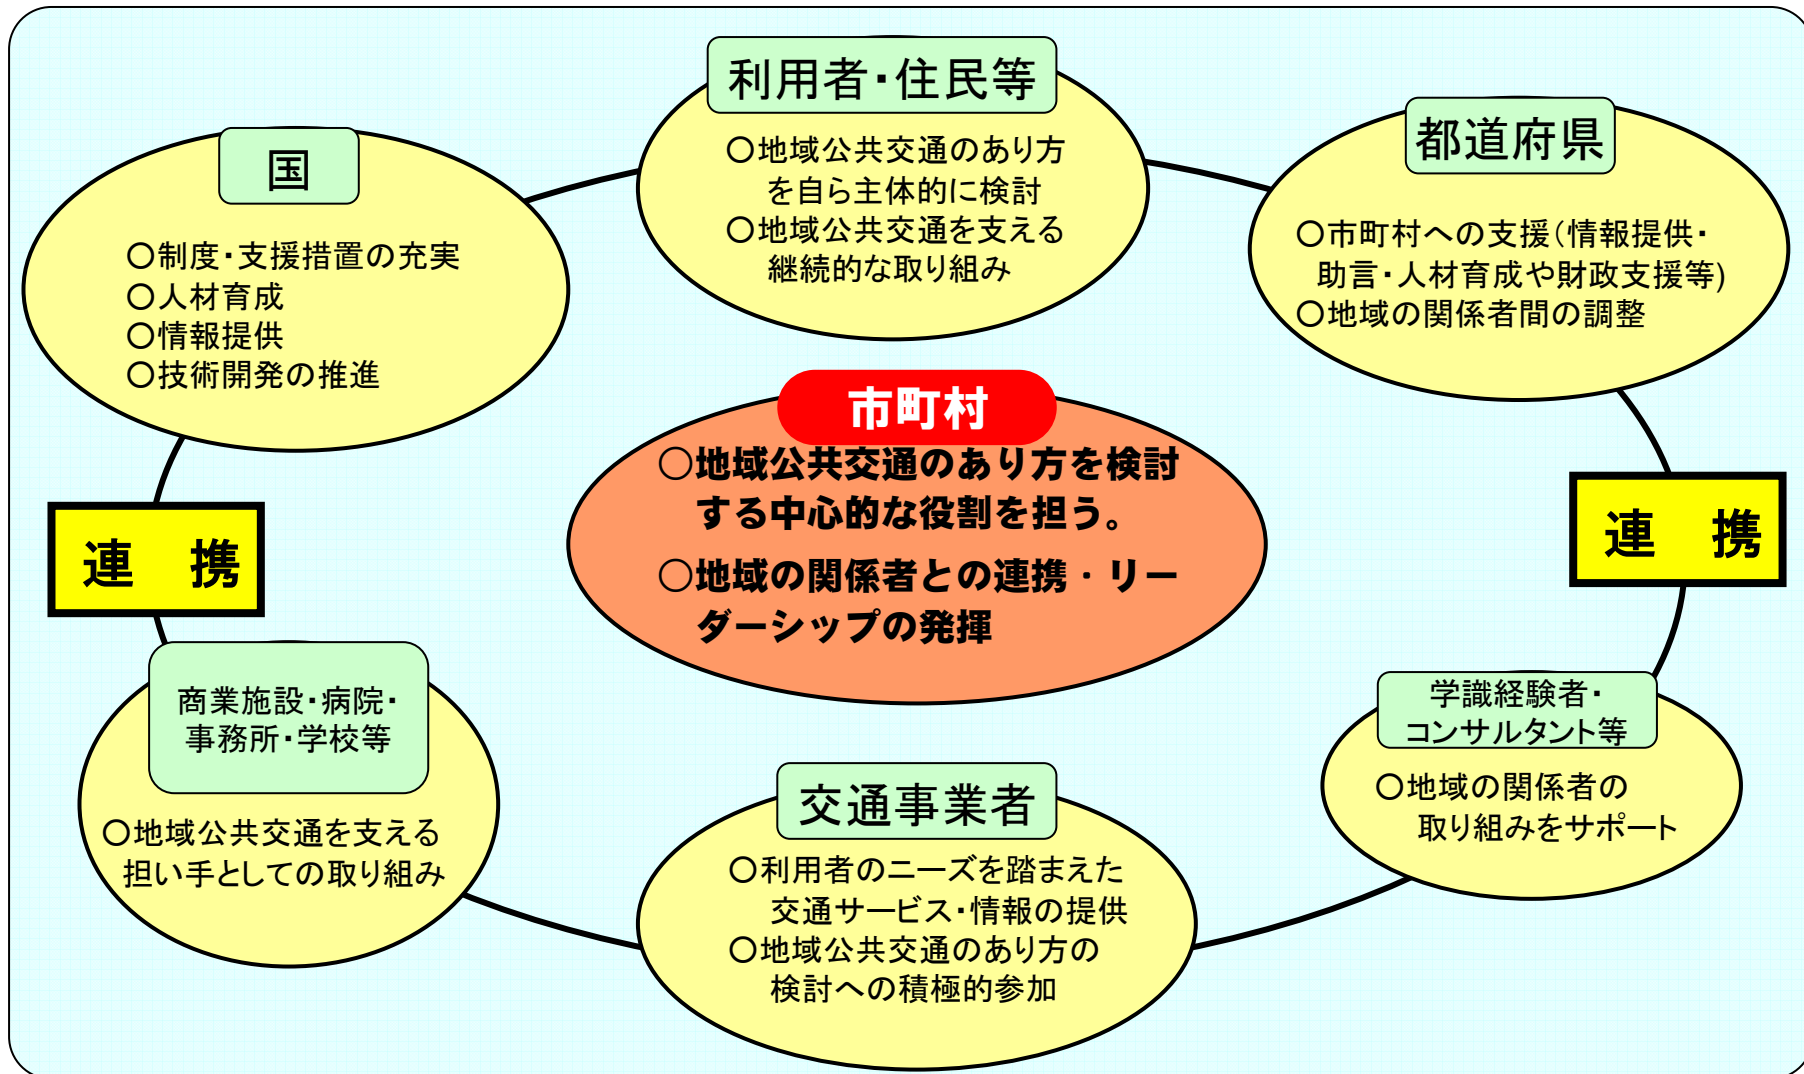 利用者・住民等
○地域公共交通のあり方
を自ら主体的に検討
○地域公共交通を支える
継続的な取り組み
国
○制度・支援措置の充実
○人材育成
○情報提供
○技術開発の推進
都道府県
○市町村への支援(情報提供・
助言・人材育成や財政支援等)
○地域の関係者間の調整
市町村
○地域公共交通のあり方を検討
する中心的な役割を担う。
○地域の関係者との連携・リー
ダーシップの発揮
連　携
連　携
商業施設・病院・
事務所・学校等
○地域公共交通を支える
担い手としての取り組み
交通事業者
○利用者のニーズを踏まえた
交通サービス・情報の提供
○地域公共交通のあり方の
検討への積極的参加
学識経験者・
コンサルタント等
○地域の関係者の
取り組みをサポート